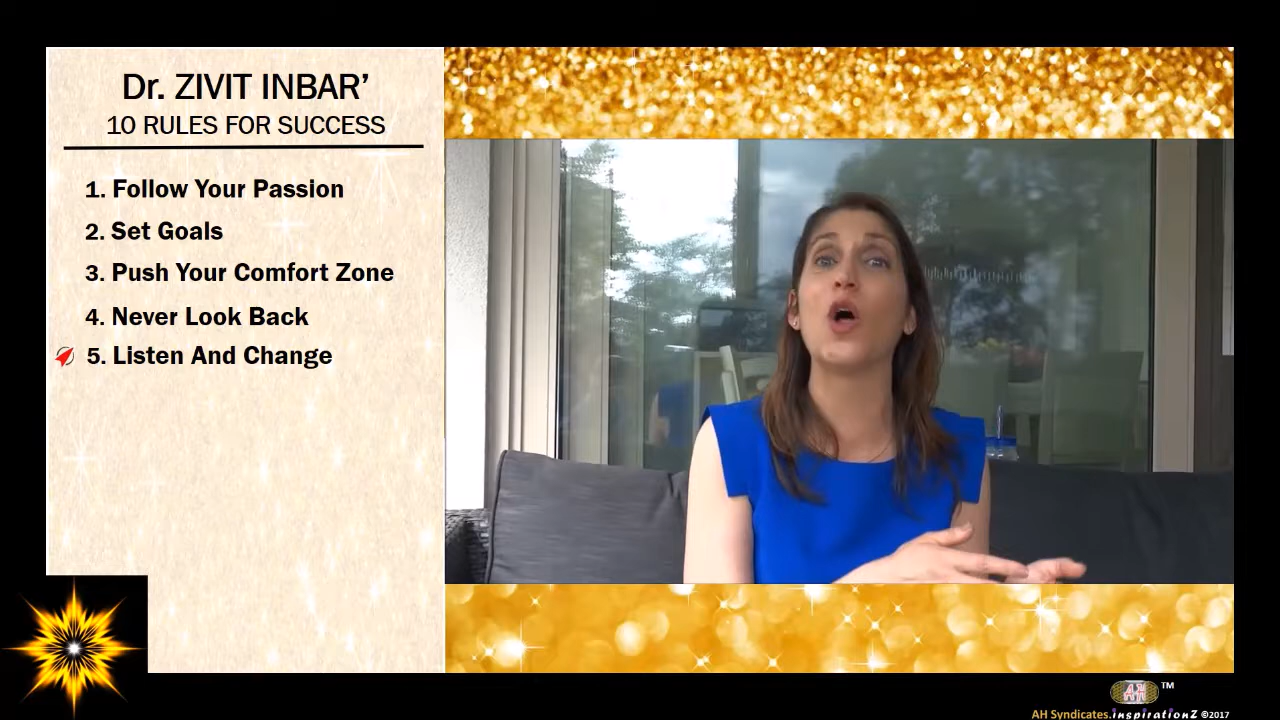 Dr. ZIVIT INBAR’
10 RULES FOR SUCCESS
1. Follow Your Passion
2. Set Goals
3. Push Your Comfort Zone
4. Never Look Back
5. Listen And Change
AH TM
AH Syndicates.inspirationZ ©2017